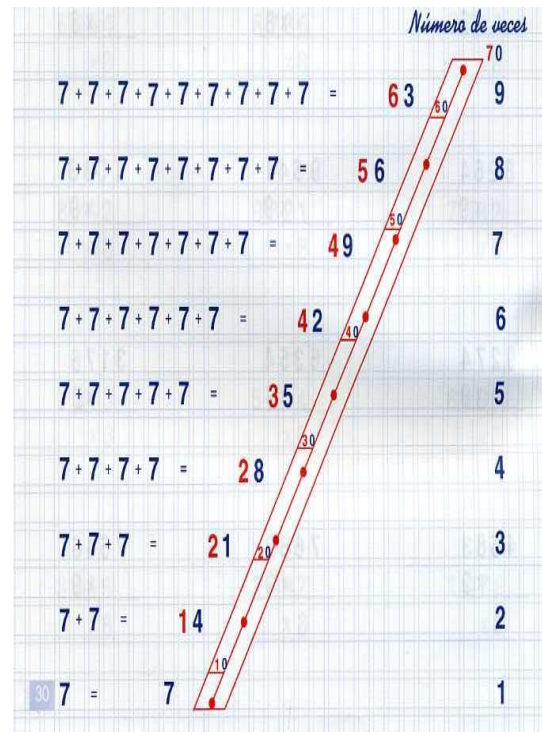 Número de veces
70
7 + 7 + 7 + 7 + 7 + 7 + 7 + 7 + 7 = 63 9
60
7 + 7 + 7 + 7 + 7 + 7 + 7 + 7 = 56 8
50
7 + 7 + 7 + 7 + 7 + 7 + 7 = 49 7
7 + 7 + 7 + 7 + 7 + 7 = 42 6
40
7 + 7 + 7 + 7 + 7 = 35 5
30
7 + 7 + 7 + 7 = 28 4
7 + 7 + 7 = 21 3
20
7 + 7 = 14 2
10
30 7 = 7 1